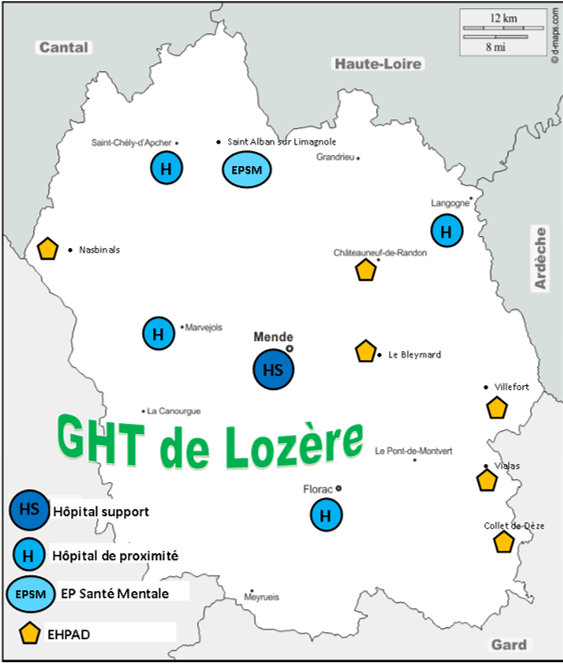 12 km
8 mi
© d-maps.com
Cantal
Haute-Loire
Saint-Chély-d'Apcher
Saint Alban sur Limagnole
Grandrieu
H
EPSM
Langogne
H
Ardèche
Nasbinals
Châteauneuf-de-Randon
H
Marvejols
Mende
HS
Le Bleymard
Villefort
La Canourgue
GHT de Lozère
Le Pont-de-Montvert
Vialas
Florac
H
Collet de Dèze
HS Hôpital support
H Hôpital de proximité
EPSM EP Santé Mentale
EHPAD
Meyrueis
Gard